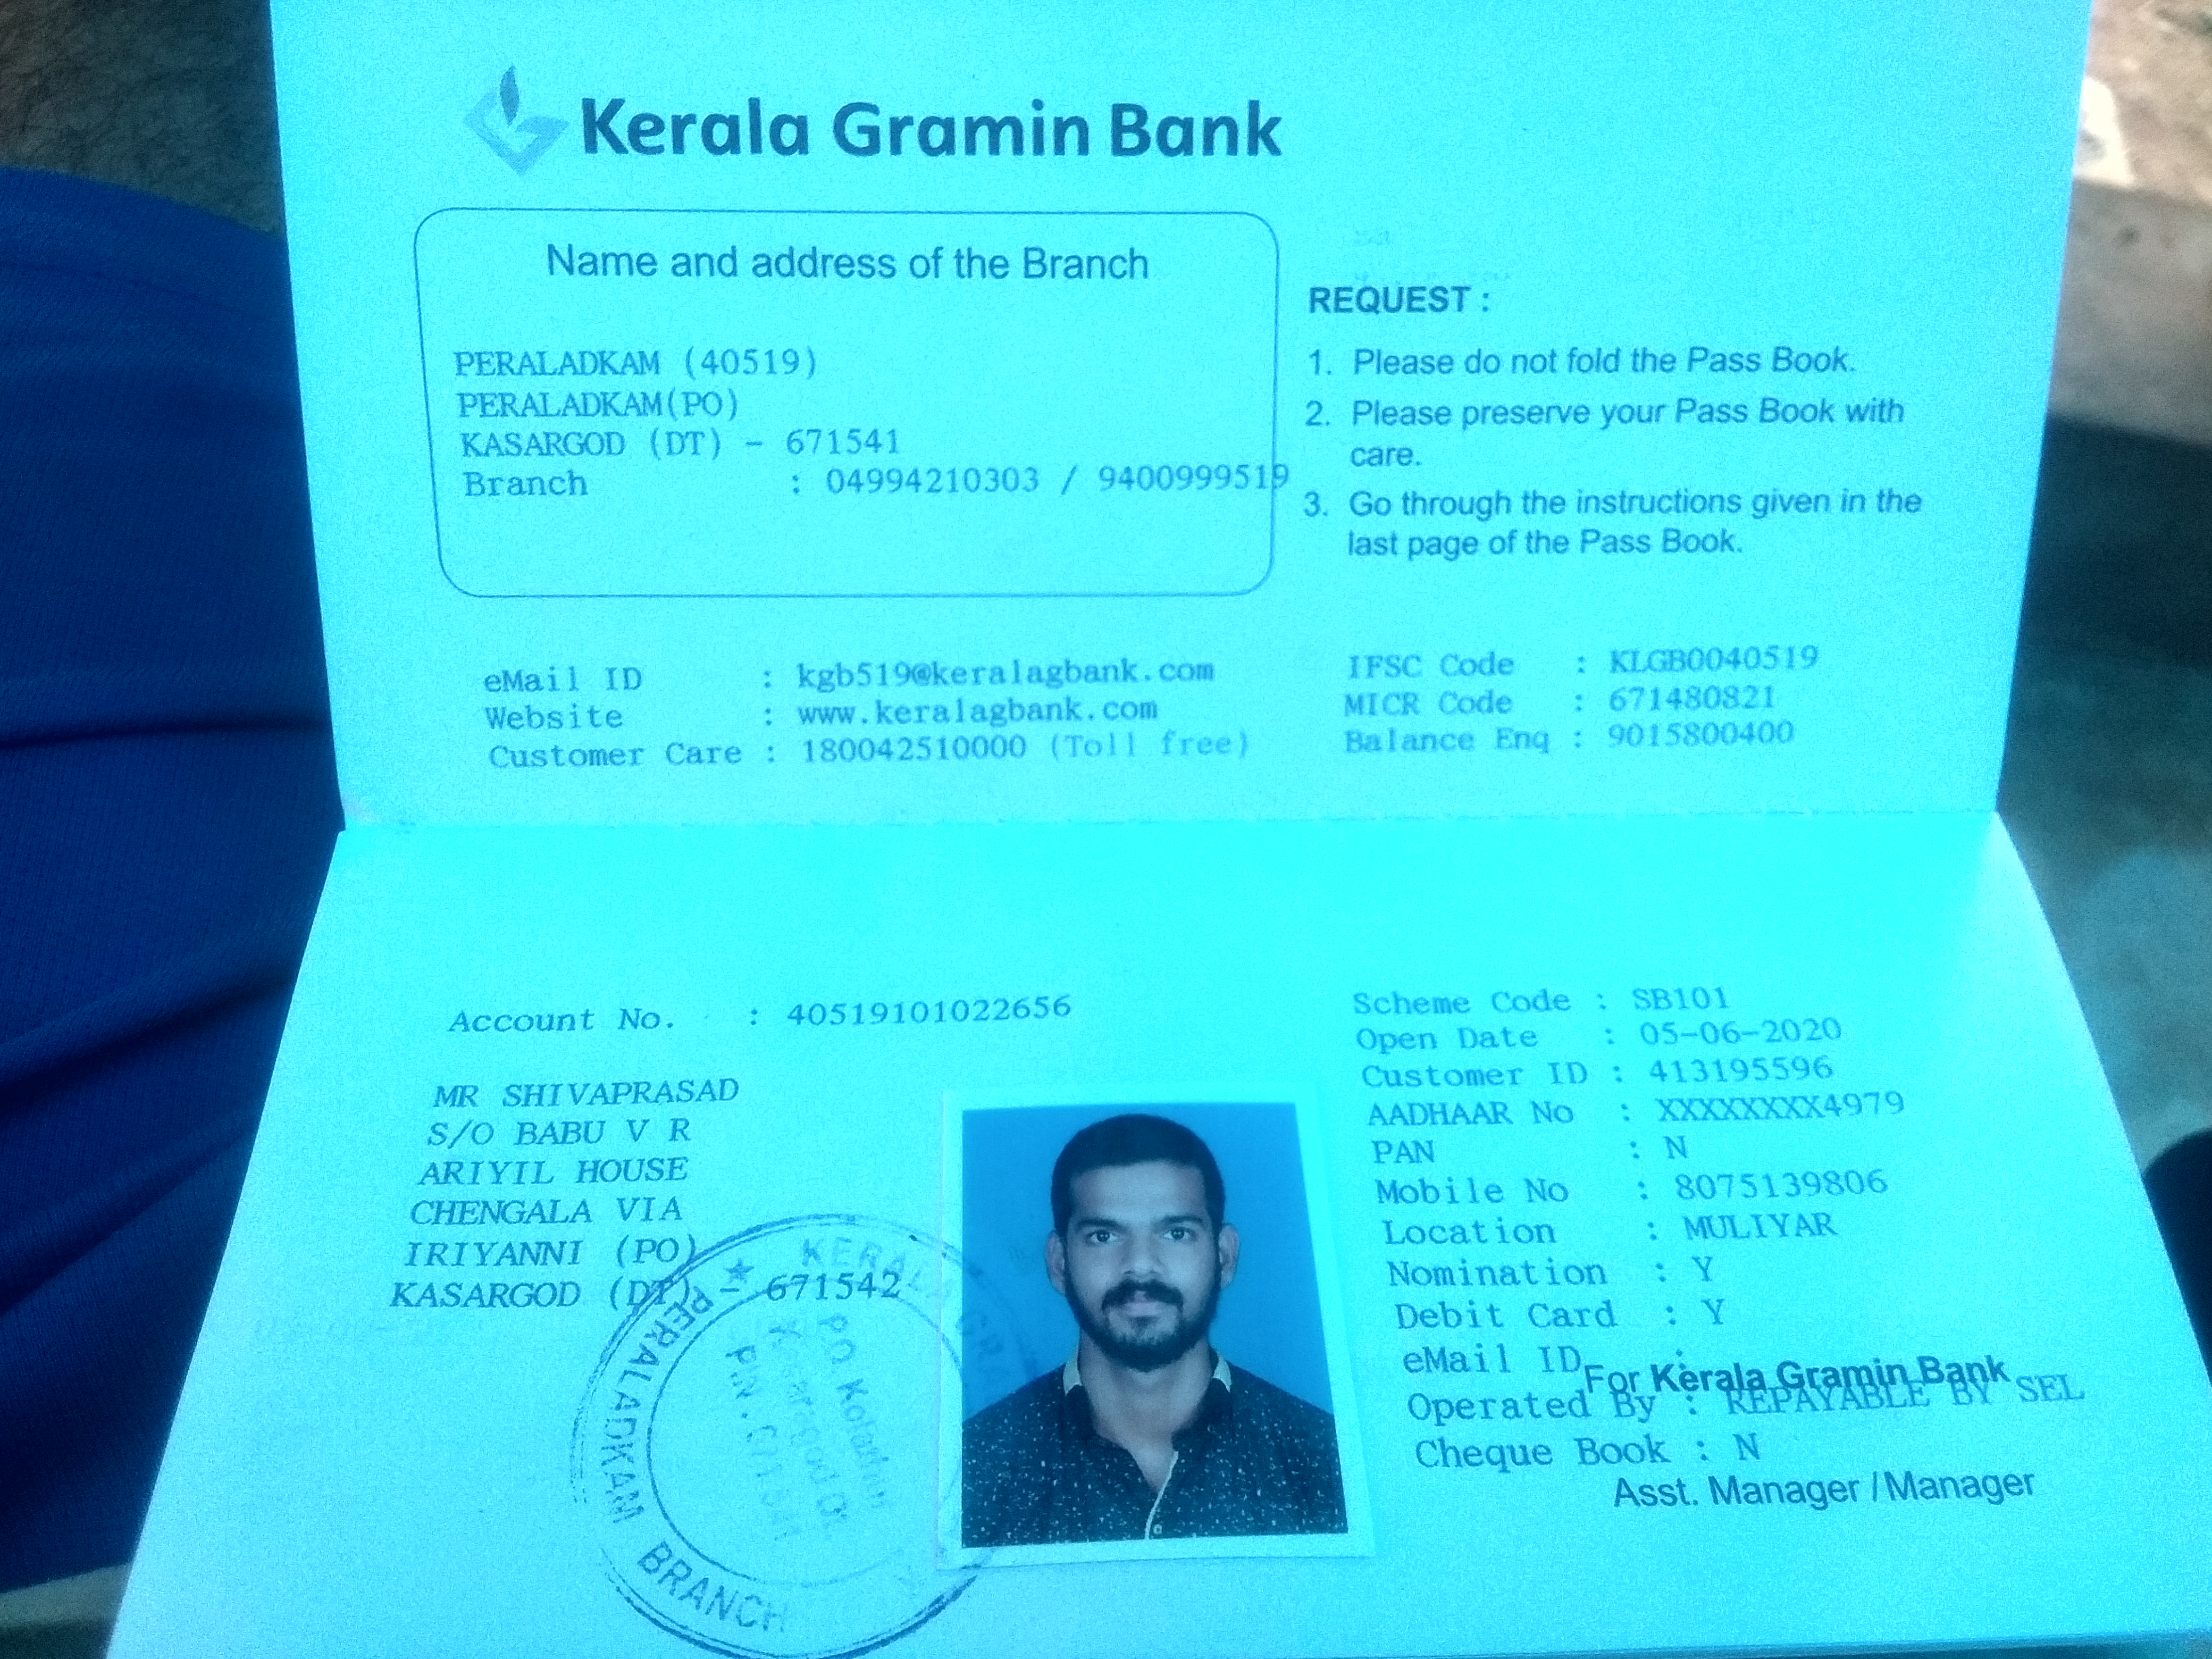 Kerala Gramin Bank
Name and address of the Branch
PERALADKAM (40519)
PERALADKAM(PO)
KASARGOD (DT) - 671541
Branch : 04994210303 / 9400999519
REQUEST :
1. Please do not fold the Pass Book.
2. Please preserve your Pass Book with
care.
3. Go through the instructions given in the
last page of the Pass Book.
eMail ID : kgb519@keralagbank.com
Website : www.keralagbank.com
Customer Care : 180042510000 (Toll free)
IFSC Code : KLGB0040519
MICR Code : 671480821
Balance Enq : 9015800400
Account No. : 40519101022656
MR SHIVAPRASAD
S/O BABU V R
ARIYIL HOUSE
CHENGALA VIA
IRIYANNI (PO)
KASARGOD (DT) - 671542
Scheme Code : SB101
Open Date : 05-06-2020
Customer ID : 413195596
AADHAAR No : XXXXXXXX4979
PAN : N
Mobile No : 8075139806
Location : MULIYAR
Nomination : Y
Debit Card : Y
eMail ID :
For Kerala Gramin Bank
Operated By : REPAYABLE BY SEL
Cheque Book : N
Asst. Manager / Manager
KERALA
PERALADKAM BRANCH
PIN